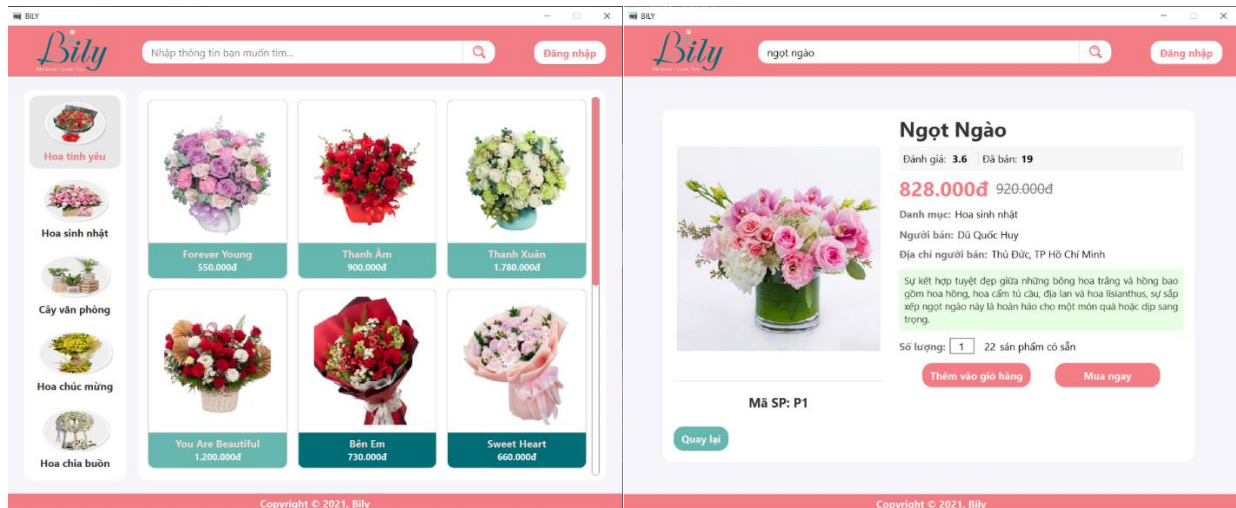 BILY
Bily
Nhập thông tin bạn muốn tìm...
Đăng nhập
Hoa tình yêu
Hoa sinh nhật
Cây văn phòng
Hoa chúc mừng
Hoa chia buồn
Forever Young
550.000đ
Thanh Âm
900.000đ
Thanh Xuân
1.780.000đ
You Are Beautiful
1.200.000đ
Bên Em
730.000đ
Sweet Heart
660.000đ
Copyright © 2021, Bily
BILY
Bily
ngọt ngào
Đăng nhập
Ngọt Ngào
Đánh giá: 3.6 Đã bán: 19
828.000đ 920.000đ
Danh mục: Hoa sinh nhật
Người bán: Dũ Quốc Huy
Địa chỉ người bán: Thủ Đức, TP Hồ Chí Minh
Sự kết hợp tuyệt đẹp giữa những bông hoa trắng và hồng bao
gồm hoa hồng, hoa cẩm tú cầu, địa lan và hoa lisianthus, sự sắp
xếp ngọt ngào này là hoàn hảo cho một món quà hoặc dịp sang
trọng.
Số lượng: 1 22 sản phẩm có sẵn
Thêm vào giỏ hàng Mua ngay
Mã SP: P1
Quay lại
Copyright © 2021, Bily